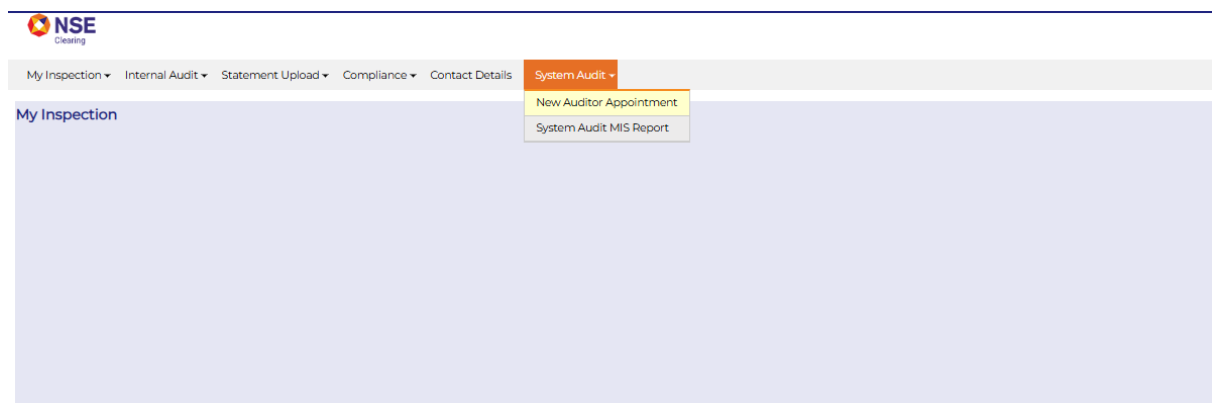 NSE
Clearing
My Inspection Internal Audit Statement Upload Compliance Contact Details System Audit
New Auditor Appointment
My Inspection
System Audit MIS Report